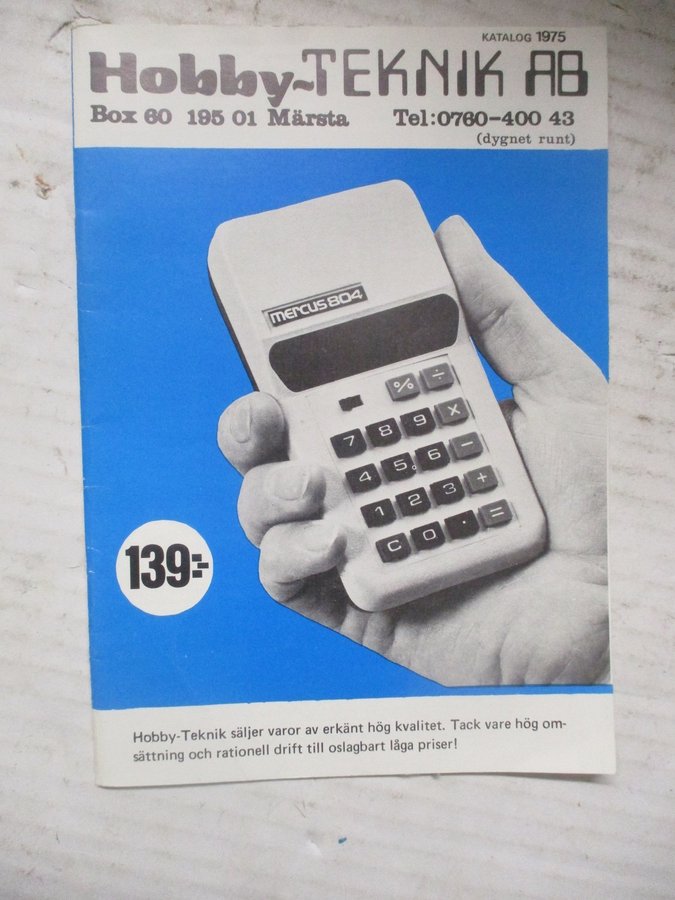 KATALOG 1975
Hobby-TEKNIK AB
Box 60 195 01 Märsta Tel:0760-400 43
(dygnet runt)
mercus 804
% ÷
7 8 9 X
4 5 6 −
1 2 3 +
C 0 . =
139:-
Hobby-Teknik säljer varor av erkänt hög kvalitet. Tack vare hög om-
sättning och rationell drift till oslagbart låga priser!